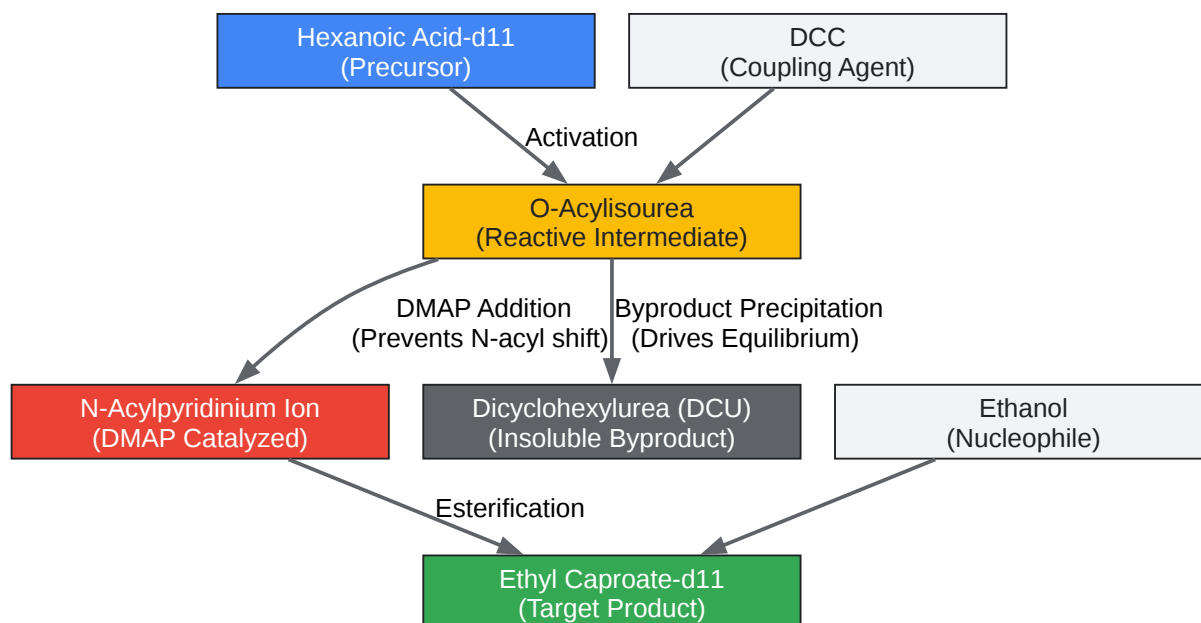 Hexanoic Acid-d11
(Precursor)
DCC
(Coupling Agent)
Activation
O-Acylisourea
(Reactive Intermediate)
DMAP Addition
(Prevents N-acyl shift)
Byproduct Precipitation
(Drives Equilibrium)
N-Acylpyridinium Ion
(DMAP Catalyzed)
Dicyclohexylurea (DCU)
(Insoluble Byproduct)
Ethanol
(Nucleophile)
Esterification
Ethyl Caproate-d11
(Target Product)